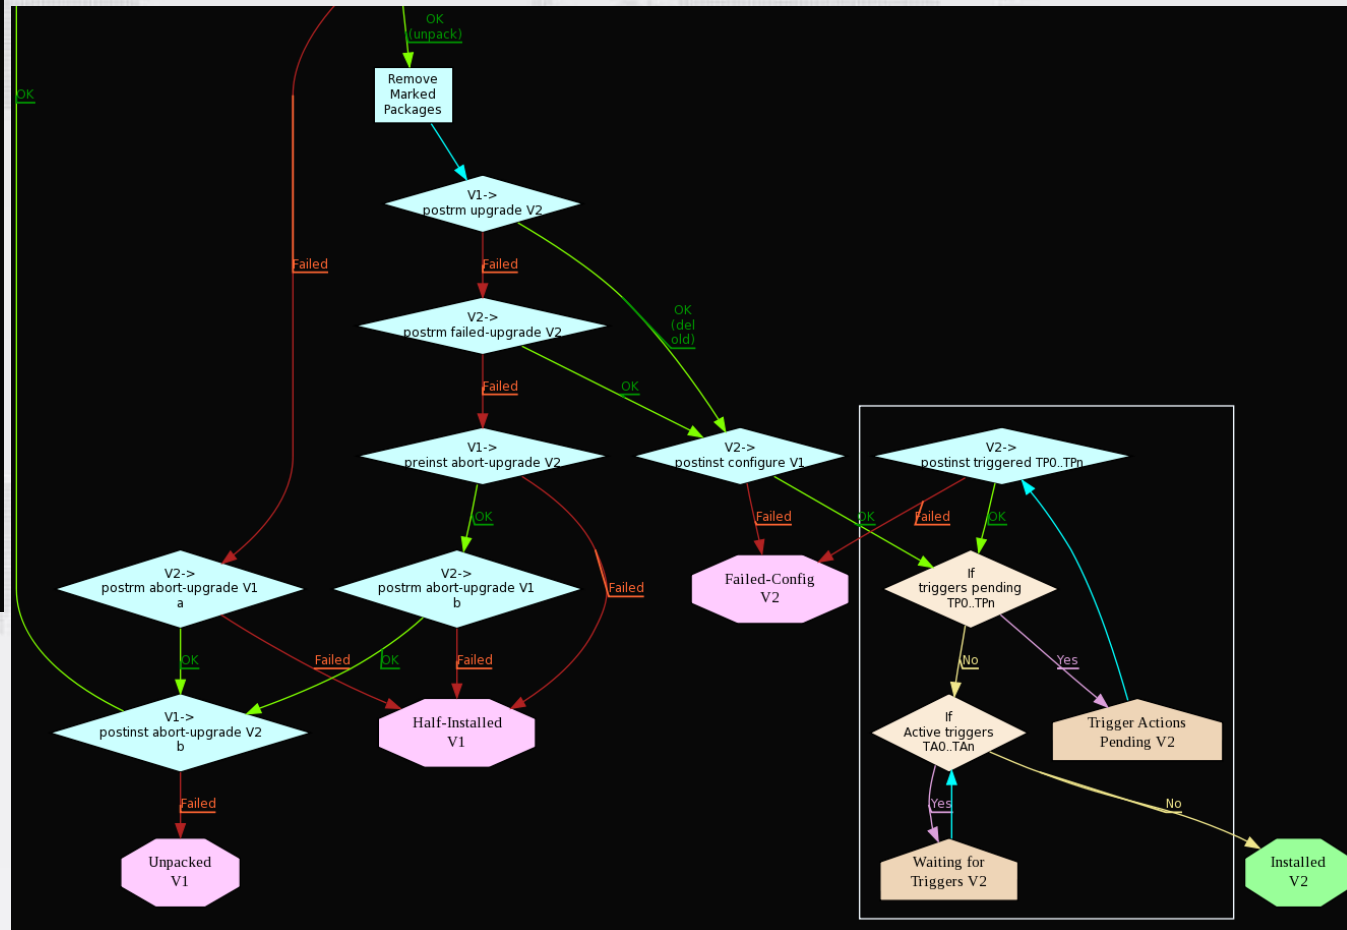 OK
(unpack)
Remove
Marked
Packages
OK
V1->
postrm upgrade V2
Failed
Failed
OK
(del
old)
V2->
postrm failed-upgrade V2
Failed
OK
V1->
preinst abort-upgrade V2
V2->
postinst configure V1
V2->
postinst triggered TP0..TPn
OK
Failed
OK
Failed
OK
V2->
postrm abort-upgrade V1
a
V2->
postrm abort-upgrade V1
b
Failed
Failed-Config
V2
If
triggers pending
TP0..TPn
OK
Failed
OK
Failed
No
Yes
V1->
postinst abort-upgrade V2
b
Half-Installed
V1
If
Active triggers
TA0..TAn
Trigger Actions
Pending V2
Failed
Yes
No
Unpacked
V1
Waiting for
Triggers V2
Installed
V2